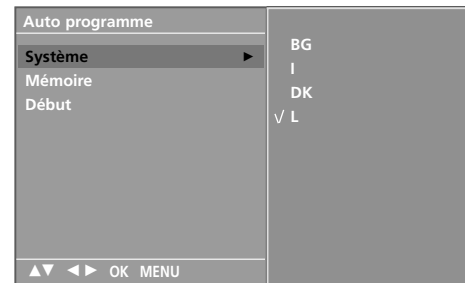 Auto programme
Système ►
Mémoire
Début
BG
I
DK
√ L
▲▼ ◄► OK MENU